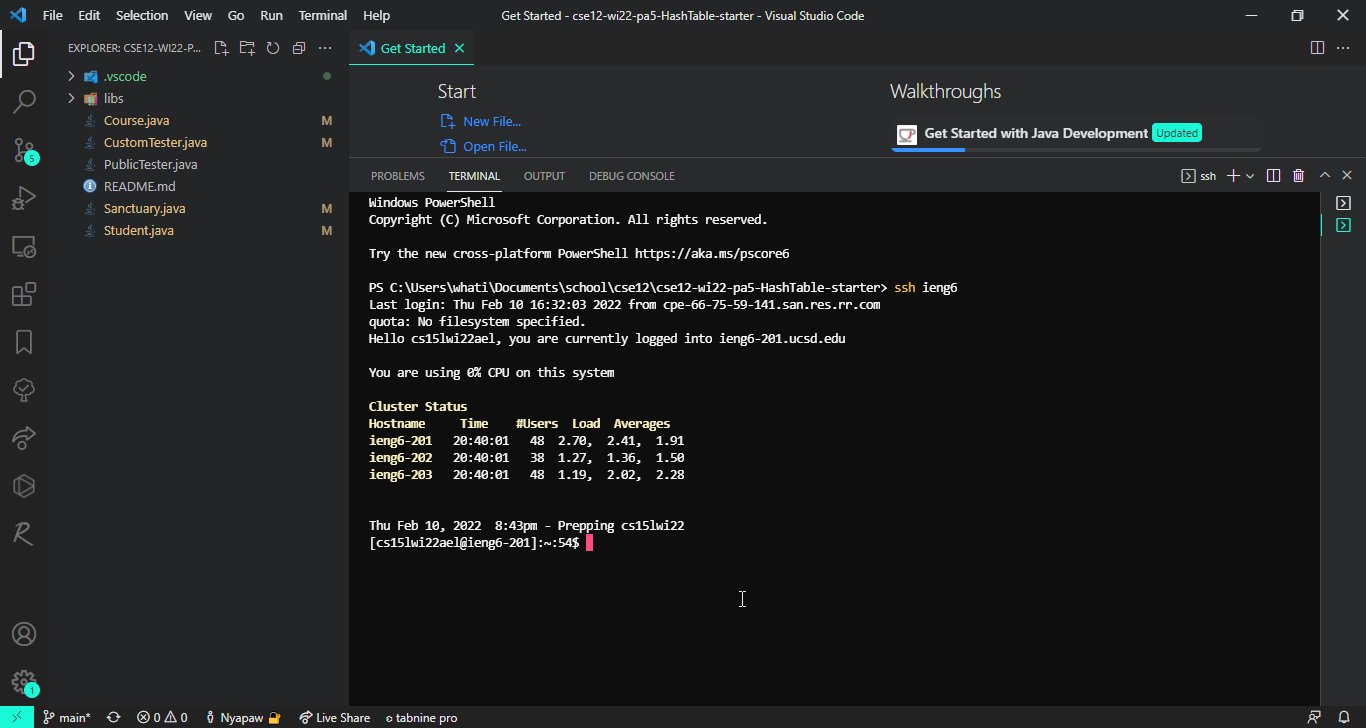 File Edit Selection View Go Run Terminal Help Get Started - cse12-wi22-pa5-HashTable-starter - Visual Studio Code
EXPLORER: CSE12-WI22-P...
.vscode
libs
Course.java M
CustomTester.java M
PublicTester.java
README.md
Sanctuary.java M
Student.java M
5
1
Get Started
Start
New File...
Open File...
Walkthroughs
Get Started with Java Development Updated
PROBLEMS TERMINAL OUTPUT DEBUG CONSOLE ssh
Windows PowerShell
Copyright (C) Microsoft Corporation. All rights reserved.
Try the new cross-platform PowerShell https://aka.ms/pscore6
PS C:\Users\whati\Documents\school\cse12\cse12-wi22-pa5-HashTable-starter> ssh ieng6
Last login: Thu Feb 10 16:32:03 2022 from cpe-66-75-59-141.san.res.rr.com
quota: No filesystem specified.
Hello cs15lwi22ael, you are currently logged into ieng6-201.ucsd.edu
You are using 0% CPU on this system
Cluster Status
Hostname Time #Users Load Averages
ieng6-201 20:40:01 48 2.70, 2.41, 1.91
ieng6-202 20:40:01 38 1.27, 1.36, 1.50
ieng6-203 20:40:01 48 1.19, 2.02, 2.28
Thu Feb 10, 2022 8:43pm - Prepping cs15lwi22
[cs15lwi22ael@ieng6-201]:~:54$
main* 0 0 Nyapaw Live Share tabnine pro